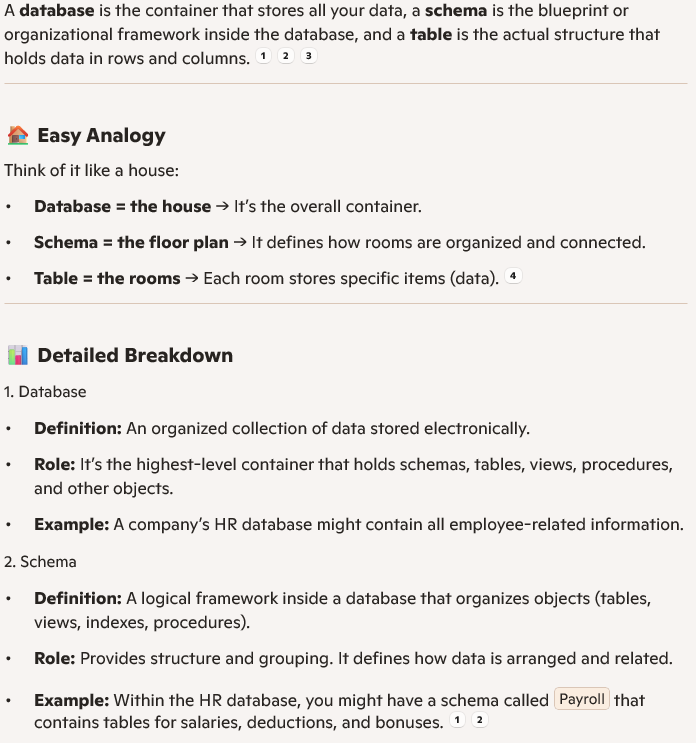 A database is the container that stores all your data, a schema is the blueprint or
organizational framework inside the database, and a table is the actual structure that
holds data in rows and columns. 1 2 3
🏠 Easy Analogy
Think of it like a house:
• Database = the house → It's the overall container.
• Schema = the floor plan → It defines how rooms are organized and connected.
• Table = the rooms → Each room stores specific items (data). 4
📊 Detailed Breakdown
1. Database
• Definition: An organized collection of data stored electronically.
• Role: It's the highest-level container that holds schemas, tables, views, procedures,
and other objects.
• Example: A company's HR database might contain all employee-related information.
2. Schema
• Definition: A logical framework inside a database that organizes objects (tables,
views, indexes, procedures).
• Role: Provides structure and grouping. It defines how data is arranged and related.
• Example: Within the HR database, you might have a schema called Payroll that
contains tables for salaries, deductions, and bonuses. 1 2